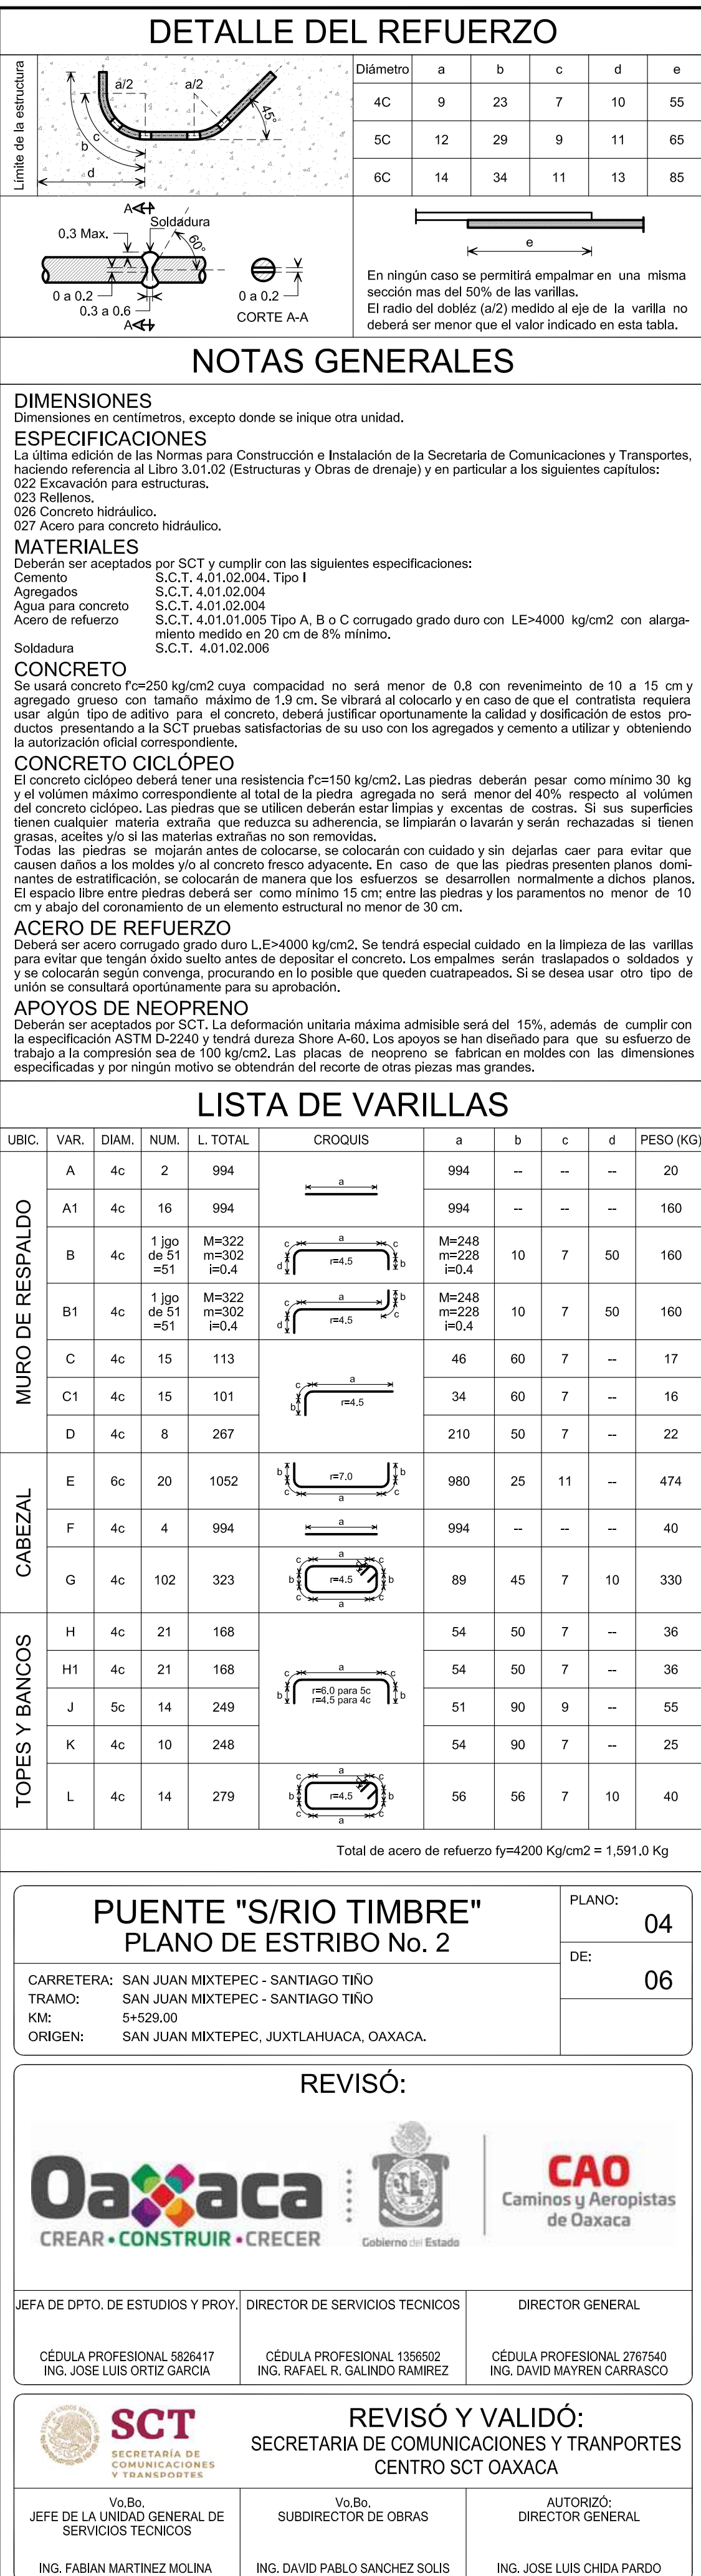 DETALLE DEL REFUERZO
Límite de la estructura
a/2 a/2 45° c b d
Diámetro a b c d e
4C 9 23 7 10 55
5C 12 29 9 11 65
6C 14 34 11 13 85
A
Soldadura
0.3 Max.
60°
0 a 0.2
0.3 a 0.6
A
0 a 0.2
CORTE A-A
e
En ningún caso se permitirá empalmar en una misma
sección mas del 50% de las varillas.
El radio del dobléz (a/2) medido al eje de la varilla no
deberá ser menor que el valor indicado en esta tabla.
NOTAS GENERALES
DIMENSIONES
Dimensiones en centímetros, excepto donde se inique otra unidad.
ESPECIFICACIONES
La última edición de las Normas para Construcción e Instalación de la Secretaria de Comunicaciones y Transportes,
haciendo referencia al Libro 3.01.02 (Estructuras y Obras de drenaje) y en particular a los siguientes capítulos:
022 Excavación para estructuras.
023 Rellenos.
026 Concreto hidráulico.
027 Acero para concreto hidráulico.
MATERIALES
Deberán ser aceptados por SCT y cumplir con las siguientes especificaciones:
Cemento S.C.T. 4.01.02.004. Tipo I
Agregados S.C.T. 4.01.02.004
Agua para concreto S.C.T. 4.01.02.004
Acero de refuerzo S.C.T. 4.01.01.005 Tipo A, B o C corrugado grado duro con LE>4000 kg/cm2 con alarga-
miento medido en 20 cm de 8% mínimo.
Soldadura S.C.T. 4.01.02.006
CONCRETO
Se usará concreto f'c=250 kg/cm2 cuya compacidad no será menor de 0.8 con revenimeinto de 10 a 15 cm y
agregado grueso con tamaño máximo de 1.9 cm. Se vibrará al colocarlo y en caso de que el contratista requiera
usar algún tipo de aditivo para el concreto, deberá justificar oportunamente la calidad y dosificación de estos pro-
ductos presentando a la SCT pruebas satisfactorias de su uso con los agregados y cemento a utilizar y obteniendo
la autorización oficial correspondiente.
CONCRETO CICLÓPEO
El concreto ciclópeo deberá tener una resistencia f'c=150 kg/cm2. Las piedras deberán pesar como mínimo 30 kg
y el volúmen máximo correspondiente al total de la piedra agregada no será menor del 40% respecto al volúmen
del concreto ciclópeo. Las piedras que se utilicen deberán estar limpias y excentas de costras. Si sus superficies
tienen cualquier materia extraña que reduzca su adherencia, se limpiarán o lavarán y serán rechazadas si tienen
grasas, aceites y/o si las materias extrañas no son removidas.
Todas las piedras se mojarán antes de colocarse, se colocarán con cuidado y sin dejarlas caer para evitar que
causen daños a los moldes y/o al concreto fresco adyacente. En caso de que las piedras presenten planos domi-
nantes de estratificación, se colocarán de manera que los esfuerzos se desarrollen normalmente a dichos planos.
El espacio libre entre piedras deberá ser como mínimo 15 cm; entre las piedras y los paramentos no menor de 10
cm y abajo del coronamiento de un elemento estructural no menor de 30 cm.
ACERO DE REFUERZO
Deberá ser acero corrugado grado duro L.E>4000 kg/cm2. Se tendrá especial cuidado en la limpieza de las varillas
para evitar que tengán óxido suelto antes de depositar el concreto. Los empalmes serán traslapados o soldados y
y se colocarán según convenga, procurando en lo posible que queden cuatrapeados. Si se desea usar otro tipo de
unión se consultará oportúnamente para su aprobación.
APOYOS DE NEOPRENO
Deberán ser aceptados por SCT. La deformación unitaria máxima admisible será del 15%, además de cumplir con
la especificación ASTM D-2240 y tendrá dureza Shore A-60. Los apoyos se han diseñado para que su esfuerzo de
trabajo a la compresión sea de 100 kg/cm2. Las placas de neopreno se fabrican en moldes con las dimensiones
especificadas y por ningún motivo se obtendrán del recorte de otras piezas mas grandes.
LISTA DE VARILLAS
UBIC. VAR. DIAM. NUM. L. TOTAL CROQUIS a b c d PESO (KG)
MURO DE RESPALDO
A 4c 2 994 a 994 -- -- -- 20
A1 4c 16 994 994 -- -- -- 160
B 4c 1 jgo de 51 =51 M=322 m=302 i=0.4 c a c d r=4.5 b M=248 m=228 i=0.4 10 7 50 160
B1 4c 1 jgo de 51 =51 M=322 m=302 i=0.4 c a b d r=4.5 c M=248 m=228 i=0.4 10 7 50 160
C 4c 15 113 46 60 7 -- 17
C1 4c 15 101 c a b r=4.5 34 60 7 -- 16
D 4c 8 267 210 50 7 -- 22
CABEZAL
E 6c 20 1052 b r=7.0 b c a c 980 25 11 -- 474
F 4c 4 994 a 994 -- -- -- 40
G 4c 102 323 c a c b r=4.5 d b c a c 89 45 7 10 330
TOPES Y BANCOS
H 4c 21 168 54 50 7 -- 36
H1 4c 21 168 c a c 54 50 7 -- 36
J 5c 14 249 b r=6.0 para 5c r=4.5 para 4c b 51 90 9 -- 55
K 4c 10 248 54 90 7 -- 25
L 4c 14 279 c a c b r=4.5 d b c a c 56 56 7 10 40
Total de acero de refuerzo fy=4200 Kg/cm2 = 1,591.0 Kg
PUENTE "S/RIO TIMBRE"
PLANO DE ESTRIBO No. 2
PLANO:
04
DE:
06
CARRETERA: SAN JUAN MIXTEPEC - SANTIAGO TIÑO
TRAMO: SAN JUAN MIXTEPEC - SANTIAGO TIÑO
KM: 5+529.00
ORIGEN: SAN JUAN MIXTEPEC, JUXTLAHUACA, OAXACA.
REVISÓ:
Oaxaca
CREAR • CONSTRUIR • CRECER
Gobierno del Estado
CAO
Caminos y Aeropistas
de Oaxaca
JEFA DE DPTO. DE ESTUDIOS Y PROY. DIRECTOR DE SERVICIOS TECNICOS DIRECTOR GENERAL
CÉDULA PROFESIONAL 5826417 CÉDULA PROFESIONAL 1356502 CÉDULA PROFESIONAL 2767540
ING. JOSE LUIS ORTIZ GARCIA ING. RAFAEL R. GALINDO RAMIREZ ING. DAVID MAYREN CARRASCO
SCT
SECRETARÍA DE
COMUNICACIONES
Y TRANSPORTES
REVISÓ Y VALIDÓ:
SECRETARIA DE COMUNICACIONES Y TRANPORTES
CENTRO SCT OAXACA
Vo.Bo. Vo.Bo. AUTORIZÓ:
JEFE DE LA UNIDAD GENERAL DE SUBDIRECTOR DE OBRAS DIRECTOR GENERAL
SERVICIOS TECNICOS
ING. FABIAN MARTINEZ MOLINA ING. DAVID PABLO SANCHEZ SOLIS ING. JOSE LUIS CHIDA PARDO